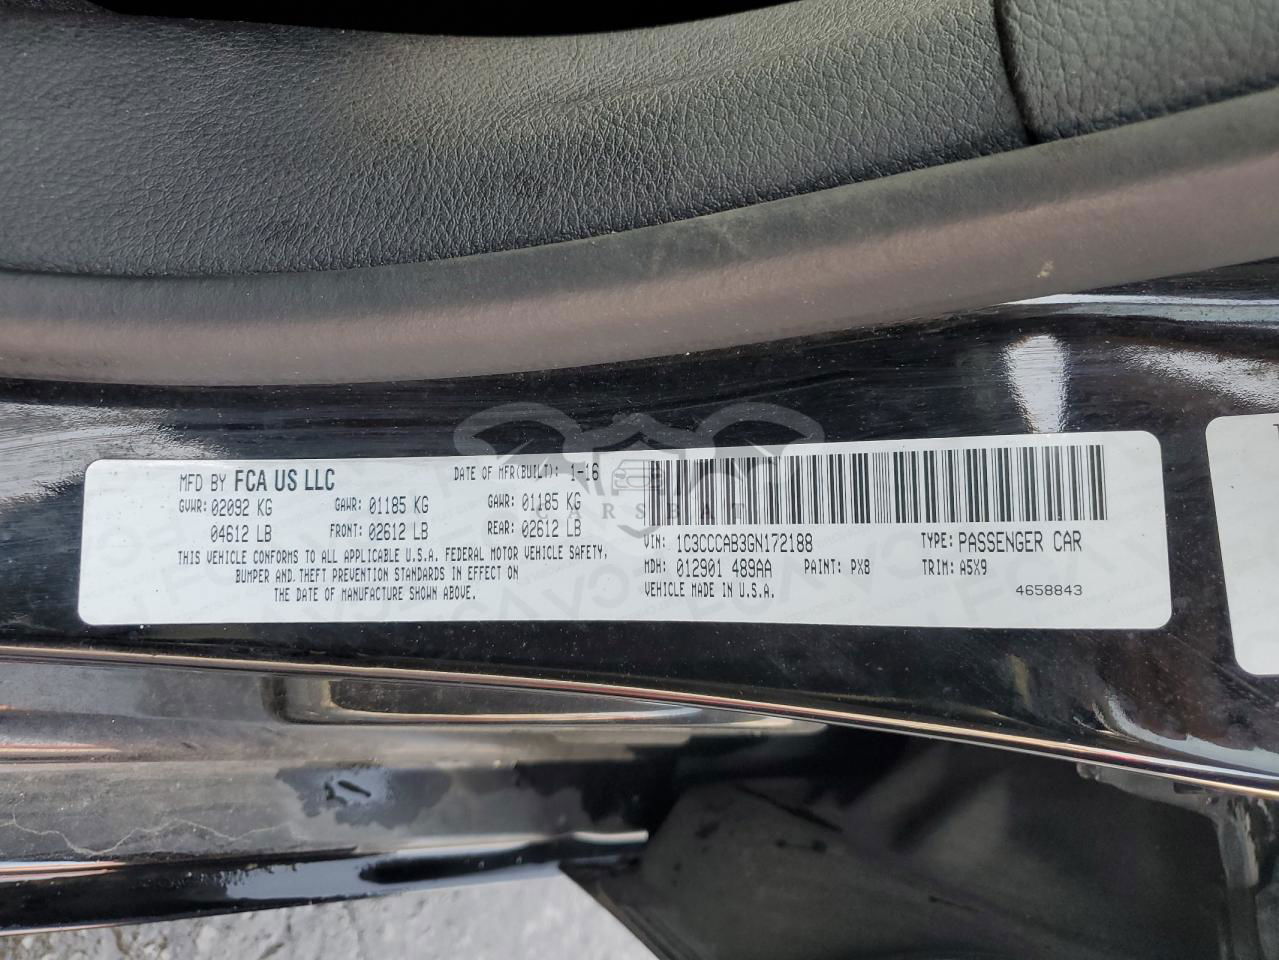 MFD BY FCA US LLC DATE OF MFR(BUILT): 1-16
GVWR: 02092 KG GAWR: 01185 KG GAWR: 01185 KG
04612 LB FRONT: 02612 LB REAR: 02612 LB
THIS VEHICLE CONFORMS TO ALL APPLICABLE U.S.A. FEDERAL MOTOR VEHICLE SAFETY,
BUMPER AND THEFT PREVENTION STANDARDS IN EFFECT ON
THE DATE OF MANUFACTURE SHOWN ABOVE.
VIN: 1C3CCCAB3GN172188 TYPE: PASSENGER CAR
MDH: 012901 489AA PAINT: PX8 TRIM: A5X9
VEHICLE MADE IN U.S.A. 4658843
CARSBAT